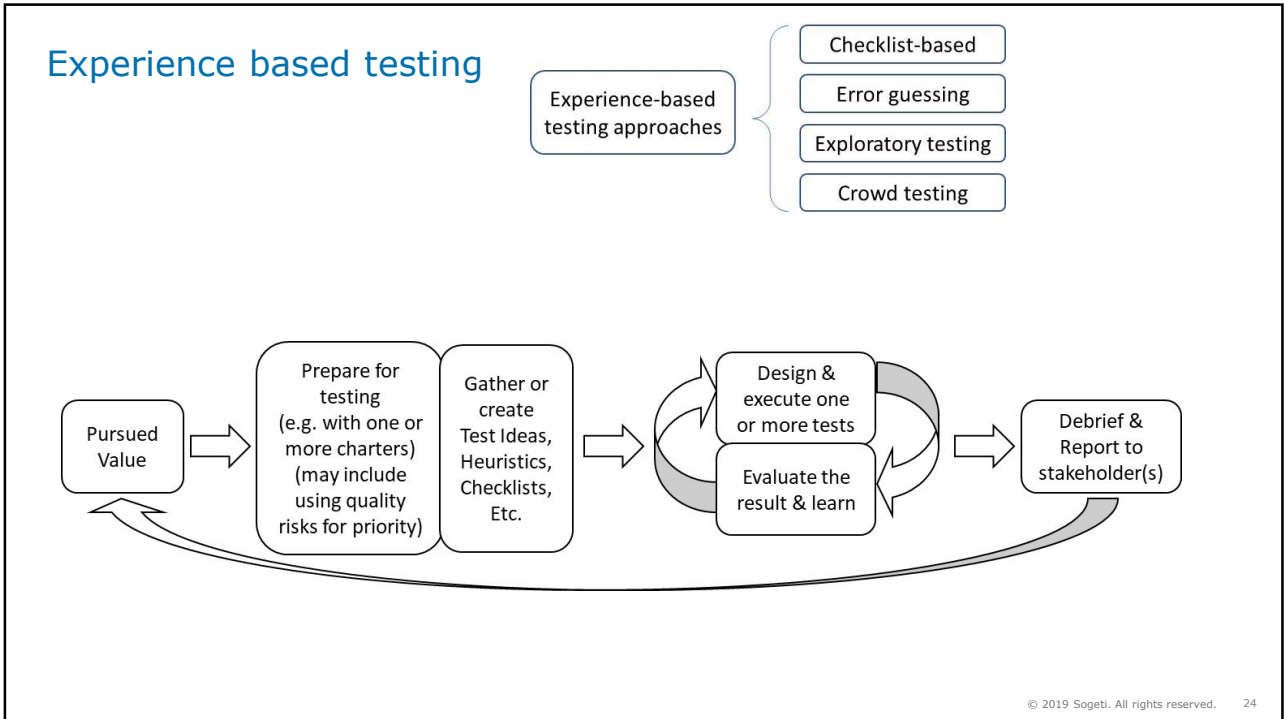 Experience based testing
Experience-based
testing approaches
Checklist-based
Error guessing
Exploratory testing
Crowd testing
Pursued
Value
Prepare for
testing
(e.g. with one or
more charters)
(may include
using quality
risks for priority)
Gather or
create
Test Ideas,
Heuristics,
Checklists,
Etc.
Design &
execute one
or more tests
Evaluate the
result & learn
Debrief &
Report to
stakeholder(s)
© 2019 Sogeti. All rights reserved. 24